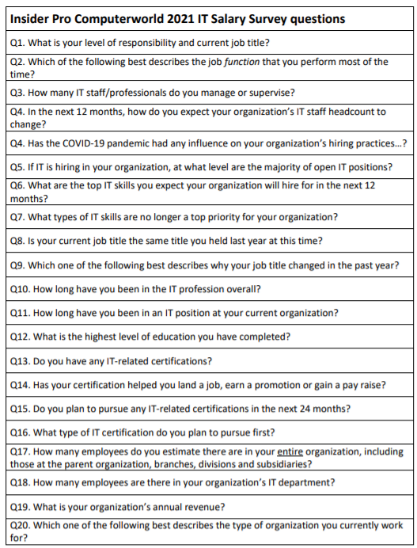 Insider Pro Computerworld 2021 IT Salary Survey questions
Q1. What is your level of responsibility and current job title?
Q2. Which of the following best describes the job function that you perform most of the
time?
Q3. How many IT staff/professionals do you manage or supervise?
Q4. In the next 12 months, how do you expect your organization's IT staff headcount to
change?
Q4. Has the COVID-19 pandemic had any influence on your organization's hiring practices...?
Q5. If IT is hiring in your organization, at what level are the majority of open IT positions?
Q6. What are the top IT skills you expect your organization will hire for in the next 12
months?
Q7. What types of IT skills are no longer a top priority for your organization?
Q8. Is your current job title the same title you held last year at this time?
Q9. Which one of the following best describes why your job title changed in the past year?
Q10. How long have you been in the IT profession overall?
Q11. How long have you been in an IT position at your current organization?
Q12. What is the highest level of education you have completed?
Q13. Do you have any IT-related certifications?
Q14. Has your certification helped you land a job, earn a promotion or gain a pay raise?
Q15. Do you plan to pursue any IT-related certifications in the next 24 months?
Q16. What type of IT certification do you plan to pursue first?
Q17. How many employees do you estimate there are in your entire organization, including
those at the parent organization, branches, divisions and subsidiaries?
Q18. How many employees are there in your organization's IT department?
Q19. What is your organization's annual revenue?
Q20. Which one of the following best describes the type of organization you currently work
for?